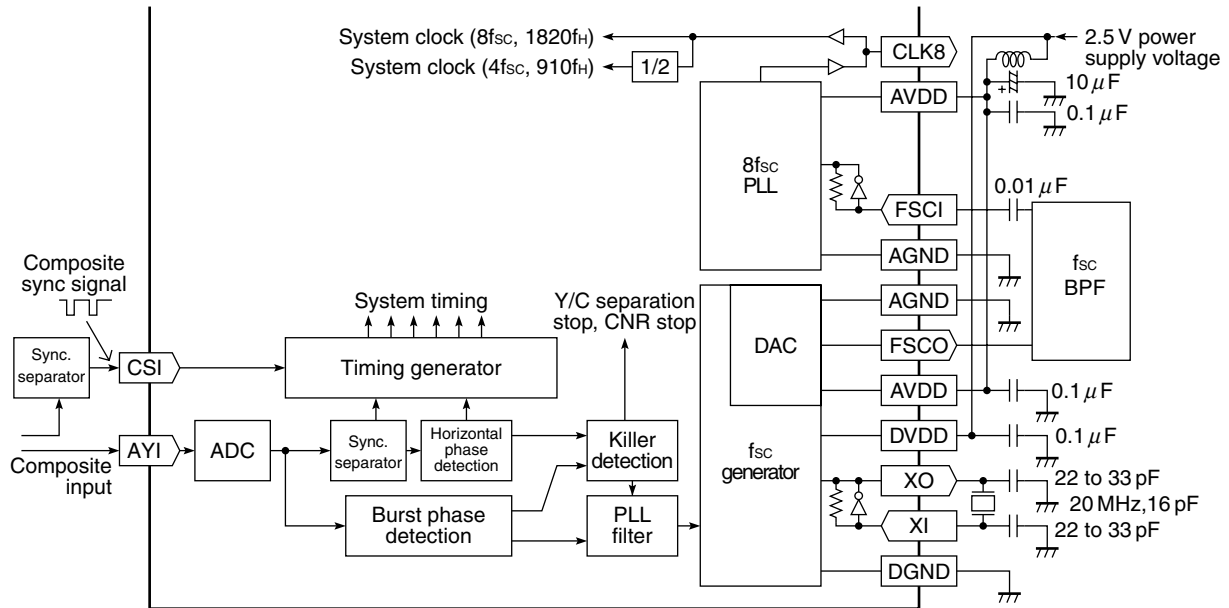 System clock (8fSC, 1820fH)
System clock (4fSC, 910fH)
1/2
CLK8
2.5 V power
supply voltage
+
10 μF
AVDD
0.1 μF
8fSC
PLL
0.01 μF
FSCI
AGND
fSC
BPF
Composite
sync signal
System timing
Y/C separation
stop, CNR stop
AGND
DAC
FSCO
Sync.
separator
CSI
Timing generator
AVDD
0.1 μF
AYI
Composite
input
ADC
Sync.
separator
Horizontal
phase
detection
Killer
detection
fSC
generator
DVDD
0.1 μF
XO
22 to 33 pF
20 MHz,16 pF
Burst phase
detection
PLL
filter
XI
22 to 33 pF
DGND